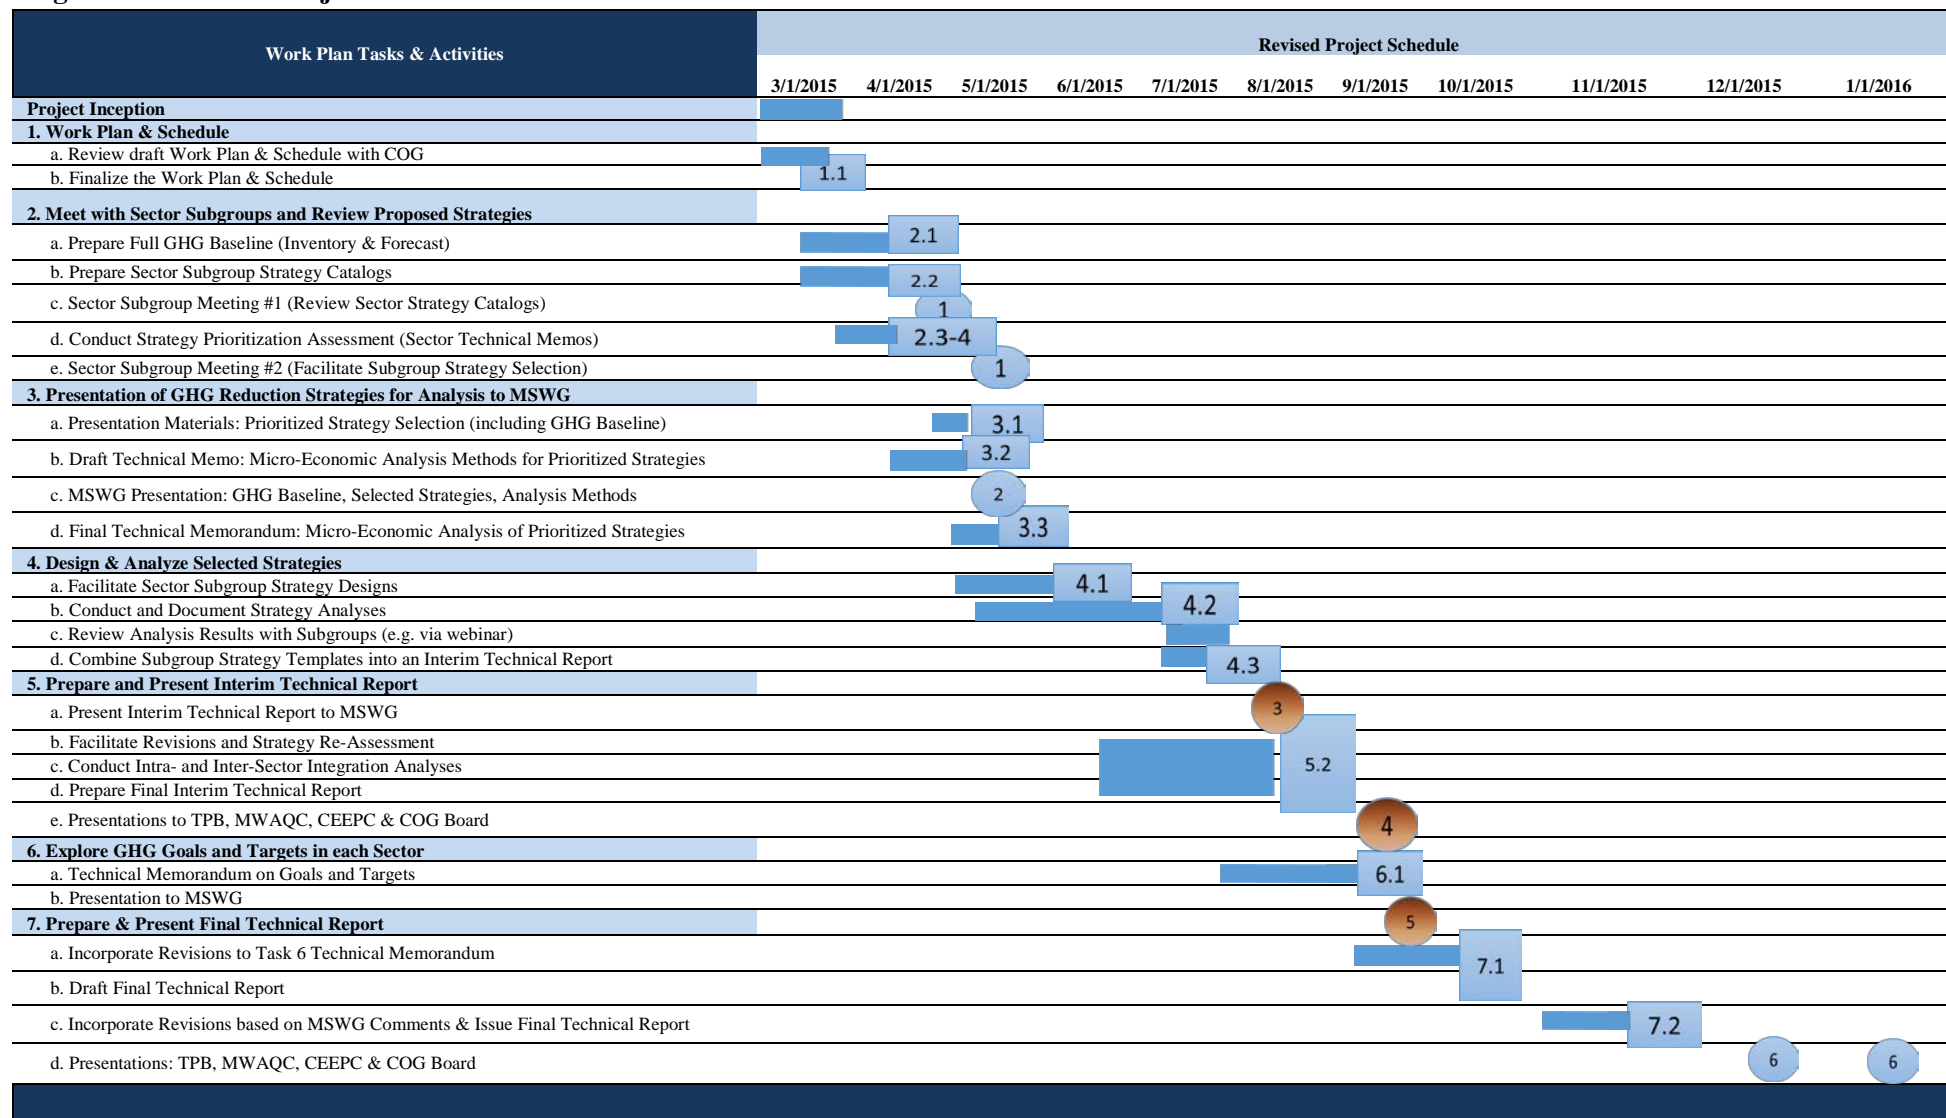 Work Plan Tasks & Activities
Revised Project Schedule
3/1/2015 4/1/2015 5/1/2015 6/1/2015 7/1/2015 8/1/2015 9/1/2015 10/1/2015 11/1/2015 12/1/2015 1/1/2016
Project Inception
1. Work Plan & Schedule
a. Review draft Work Plan & Schedule with COG
b. Finalize the Work Plan & Schedule
1.1
2. Meet with Sector Subgroups and Review Proposed Strategies
a. Prepare Full GHG Baseline (Inventory & Forecast)
2.1
b. Prepare Sector Subgroup Strategy Catalogs
2.2
c. Sector Subgroup Meeting #1 (Review Sector Strategy Catalogs)
1
d. Conduct Strategy Prioritization Assessment (Sector Technical Memos)
2.3-4
e. Sector Subgroup Meeting #2 (Facilitate Subgroup Strategy Selection)
1
3. Presentation of GHG Reduction Strategies for Analysis to MSWG
a. Presentation Materials: Prioritized Strategy Selection (including GHG Baseline)
3.1
b. Draft Technical Memo: Micro-Economic Analysis Methods for Prioritized Strategies
3.2
c. MSWG Presentation: GHG Baseline, Selected Strategies, Analysis Methods
2
d. Final Technical Memorandum: Micro-Economic Analysis of Prioritized Strategies
3.3
4. Design & Analyze Selected Strategies
a. Facilitate Sector Subgroup Strategy Designs
4.1
b. Conduct and Document Strategy Analyses
4.2
c. Review Analysis Results with Subgroups (e.g. via webinar)
d. Combine Subgroup Strategy Templates into an Interim Technical Report
4.3
5. Prepare and Present Interim Technical Report
a. Present Interim Technical Report to MSWG
3
b. Facilitate Revisions and Strategy Re-Assessment
c. Conduct Intra- and Inter-Sector Integration Analyses
5.2
d. Prepare Final Interim Technical Report
e. Presentations to TPB, MWAQC, CEEPC & COG Board
4
6. Explore GHG Goals and Targets in each Sector
a. Technical Memorandum on Goals and Targets
6.1
b. Presentation to MSWG
7. Prepare & Present Final Technical Report
5
a. Incorporate Revisions to Task 6 Technical Memorandum
7.1
b. Draft Final Technical Report
c. Incorporate Revisions based on MSWG Comments & Issue Final Technical Report
7.2
d. Presentations: TPB, MWAQC, CEEPC & COG Board
6 6